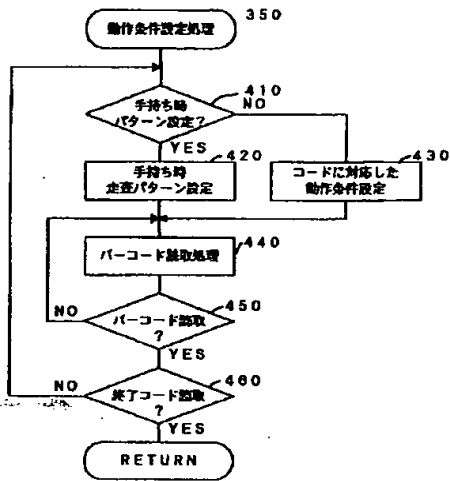 350
動作条件設定処理
410
手持ち時
パターン設定?
NO
YES
420
手持ち時
走査パターン設定
430
コードに対応した
動作条件設定
440
バーコード読取処理
450
バーコード読取
?
NO
YES
460
終了コード読取
?
NO
YES
RETURN